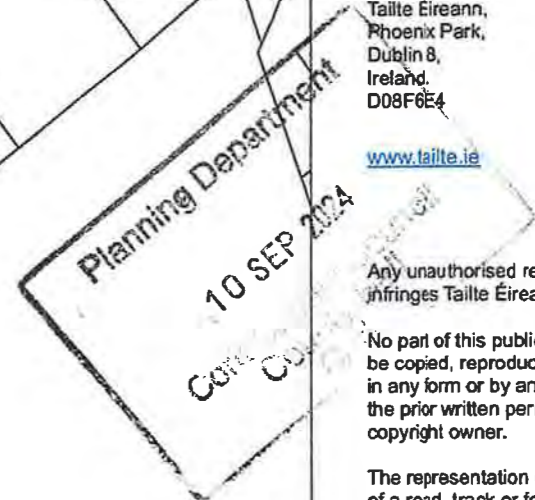 Tailte Éireann,
Phoenix Park,
Dublin 8,
Ireland.
D08F6E4
www.tailte.ie
Planning Department
10 SEP 2024
Any unauthorised re
infringes Tailte Éirea
No part of this public
be copied, reproduc
in any form or by an
the prior written per
copyright owner.
The representation
of a road, track or fo